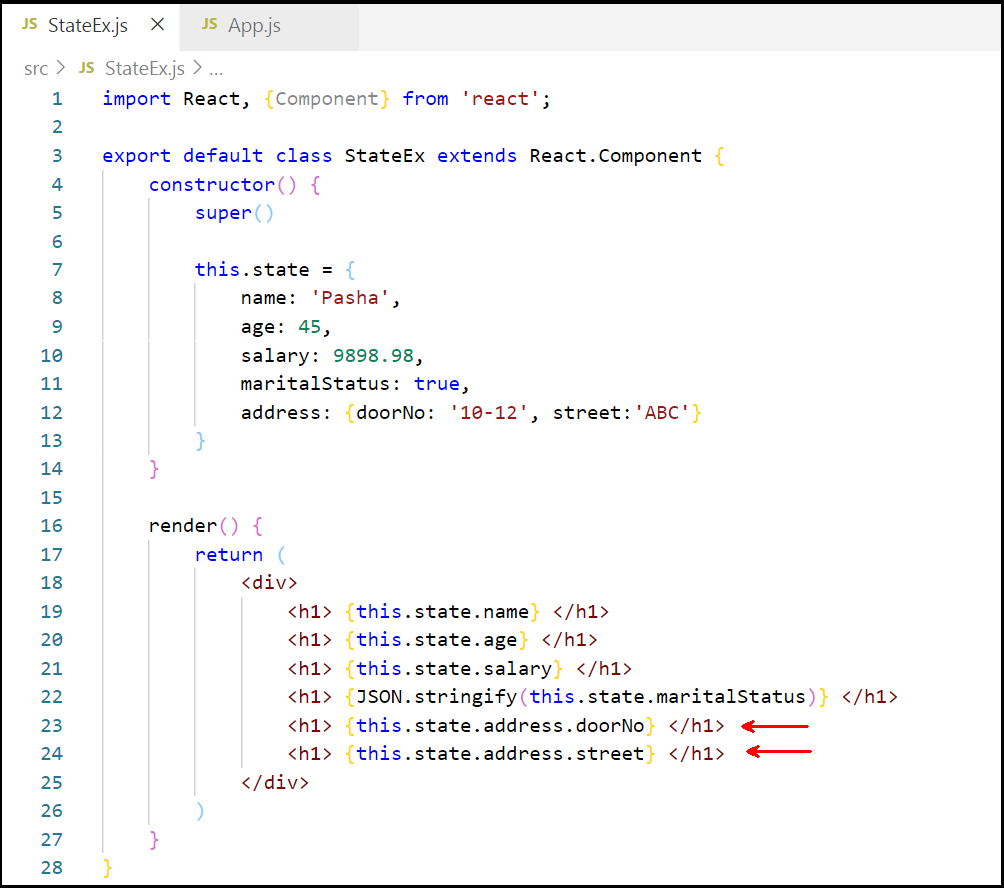 JS StateEx.js × JS App.js
src > JS StateEx.js > ...
1 import React, {Component} from 'react';
2
3 export default class StateEx extends React.Component {
4     constructor() {
5         super()
6
7         this.state = {
8             name: 'Pasha',
9             age: 45,
10             salary: 9898.98,
11             maritalStatus: true,
12             address: {doorNo: '10-12', street:'ABC'}
13         }
14     }
15
16     render() {
17         return (
18             <div>
19                 <h1> {this.state.name} </h1>
20                 <h1> {this.state.age} </h1>
21                 <h1> {this.state.salary} </h1>
22                 <h1> {JSON.stringify(this.state.maritalStatus)} </h1>
23                 <h1> {this.state.address.doorNo} </h1>
24                 <h1> {this.state.address.street} </h1>
25             </div>
26         )
27     }
28 }